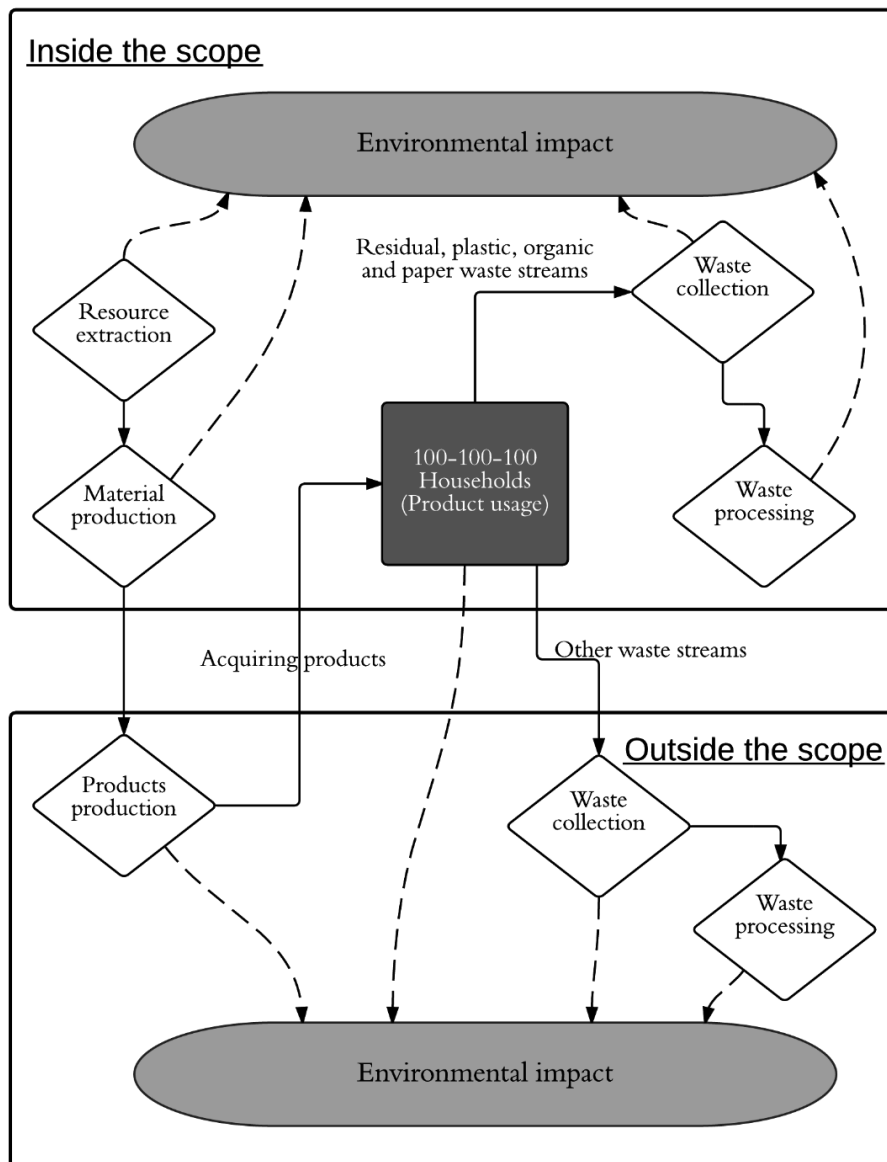 Inside the scope
Environmental impact
Residual, plastic, organic
and paper waste streams
Waste
collection
Resource
extraction
100-100-100
Households
(Product usage)
Material
production
Waste
processing
Acquiring products
Other waste streams
Outside the scope
Products
production
Waste
collection
Waste
processing
Environmental impact